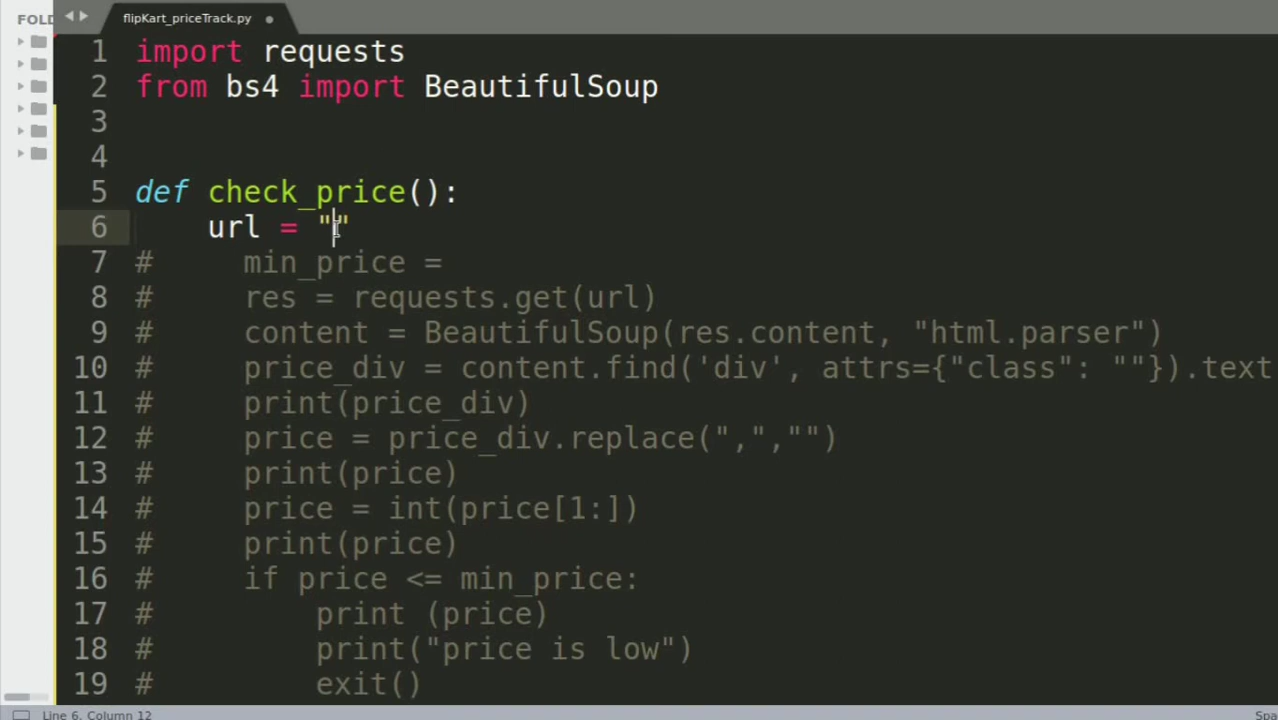 FOLD
flipKart_priceTrack.py
1 import requests
2 from bs4 import BeautifulSoup
3
4
5 def check_price():
6     url = ""
7 #     min_price =
8 #     res = requests.get(url)
9 #     content = BeautifulSoup(res.content, "html.parser")
10 #     price_div = content.find('div', attrs={"class": ""}).text
11 #     print(price_div)
12 #     price = price_div.replace(",","")
13 #     print(price)
14 #     price = int(price[1:])
15 #     print(price)
16 #     if price <= min_price:
17 #         print (price)
18 #         print("price is low")
19 #         exit()
Line 6, Column 12
Spa